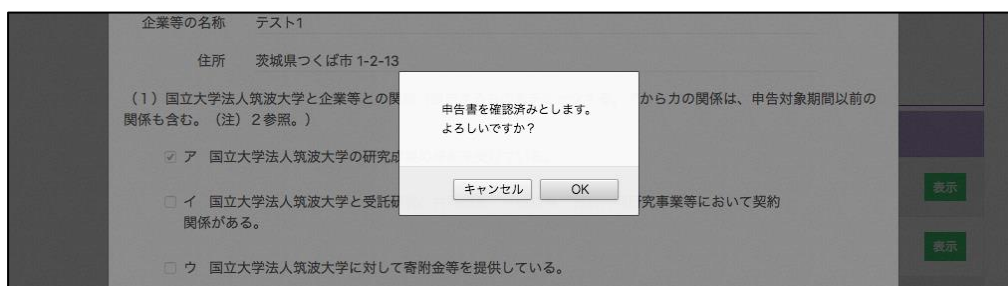 企業等の名称 テスト1
住所 茨城県つくば市 1-2-13
(1)国立大学法人筑波大学と企業等との関
からカの関係は、申告対象期間以前の
関係も含む。(注)2参照。)
申告書を確認済みとします。
よろしいですか?
キャンセル OK
ア 国立大学法人筑波大学の研究成
イ 国立大学法人筑波大学と受託研
究事業等において契約
関係がある。
ウ 国立大学法人筑波大学に対して寄附金等を提供している。
表示
表示